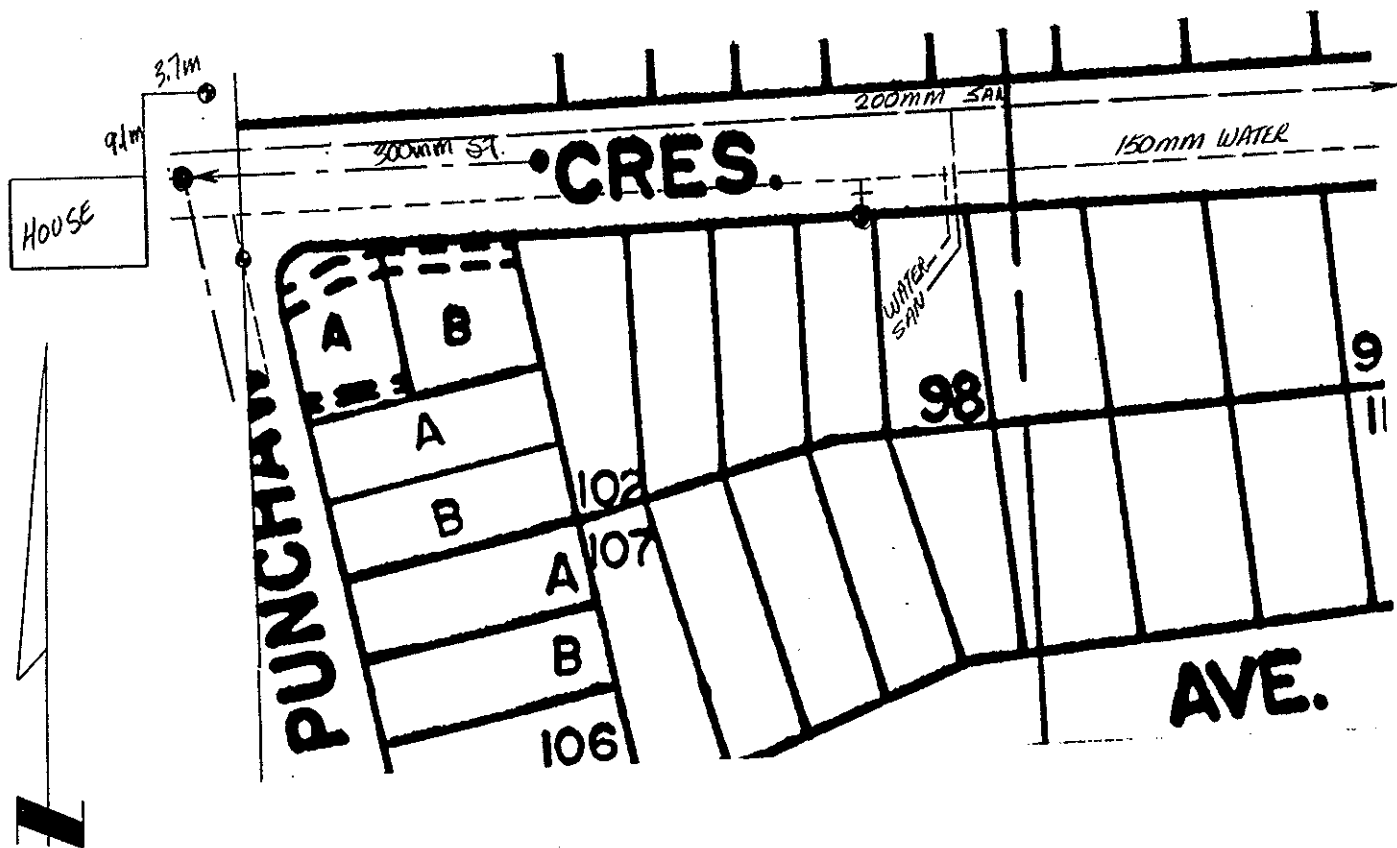 3.7m
9.1m
HOUSE
200mm SAN
300mm ST.
CRES.
150mm WATER
WATER
SAN
A
B
98
9
11
A
B
102
107
A
B
106
PUNCHAW
AVE.